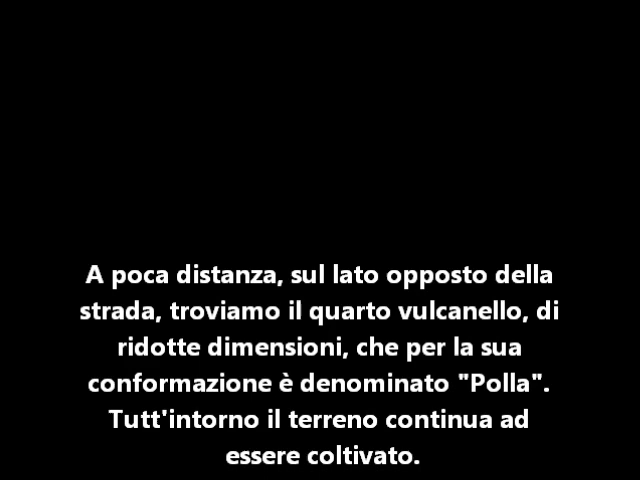 A poca distanza, sul lato opposto della
strada, troviamo il quarto vulcanello, di
ridotte dimensioni, che per la sua
conformazione è denominato "Polla".
Tutt'intorno il terreno continua ad
essere coltivato.